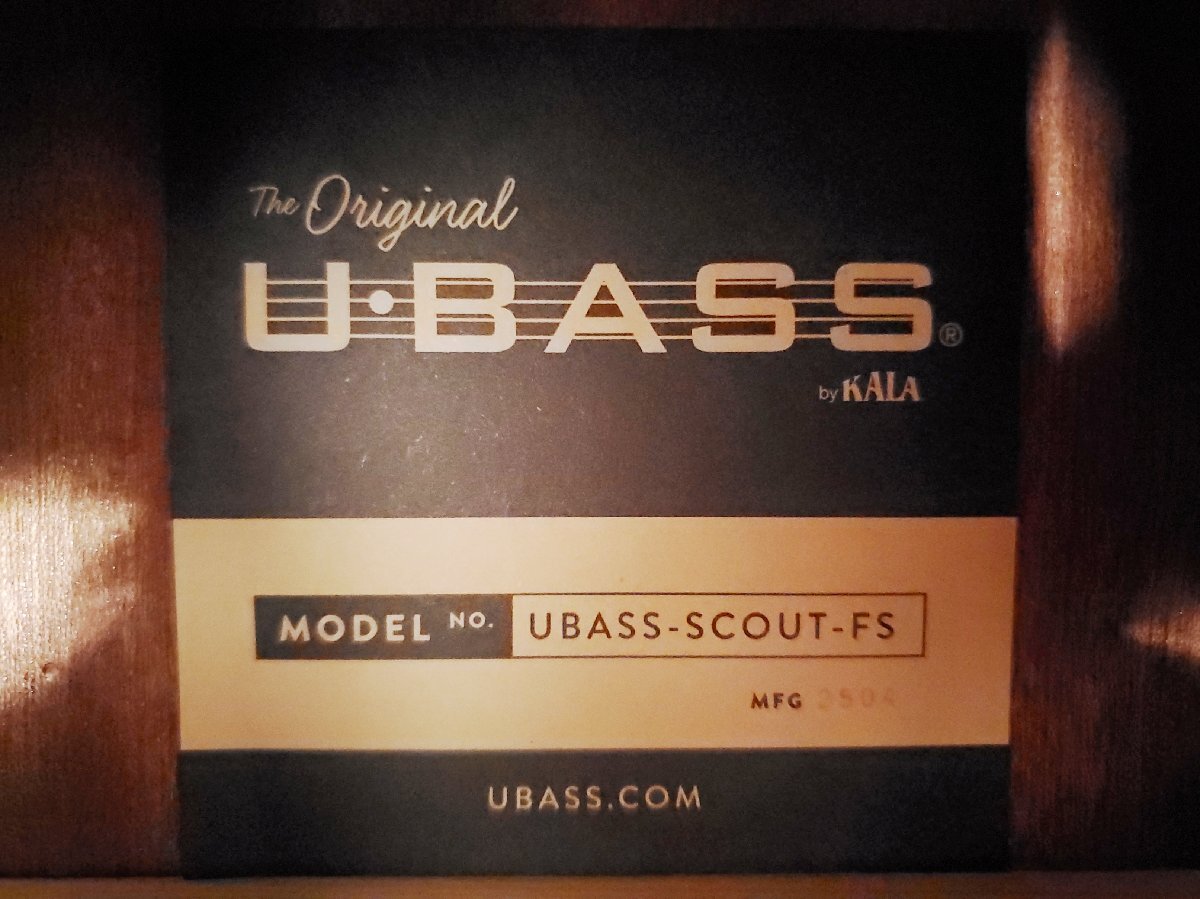 The Original
U·BASS®
by KALA
MODEL NO. UBASS-SCOUT-FS
MFG
UBASS.COM